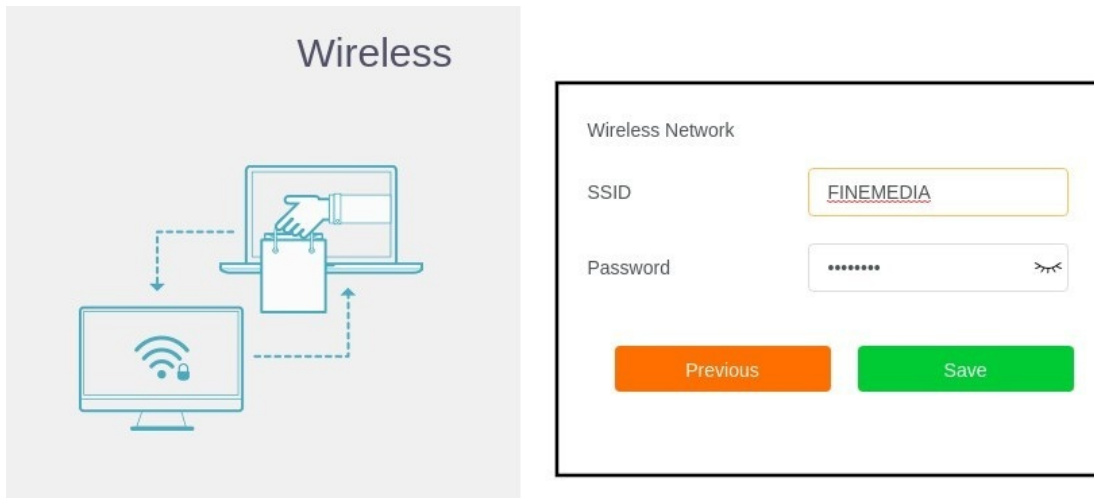 Wireless
Wireless Network
SSID
FINEMEDIA
Password
••••••••
Previous
Save